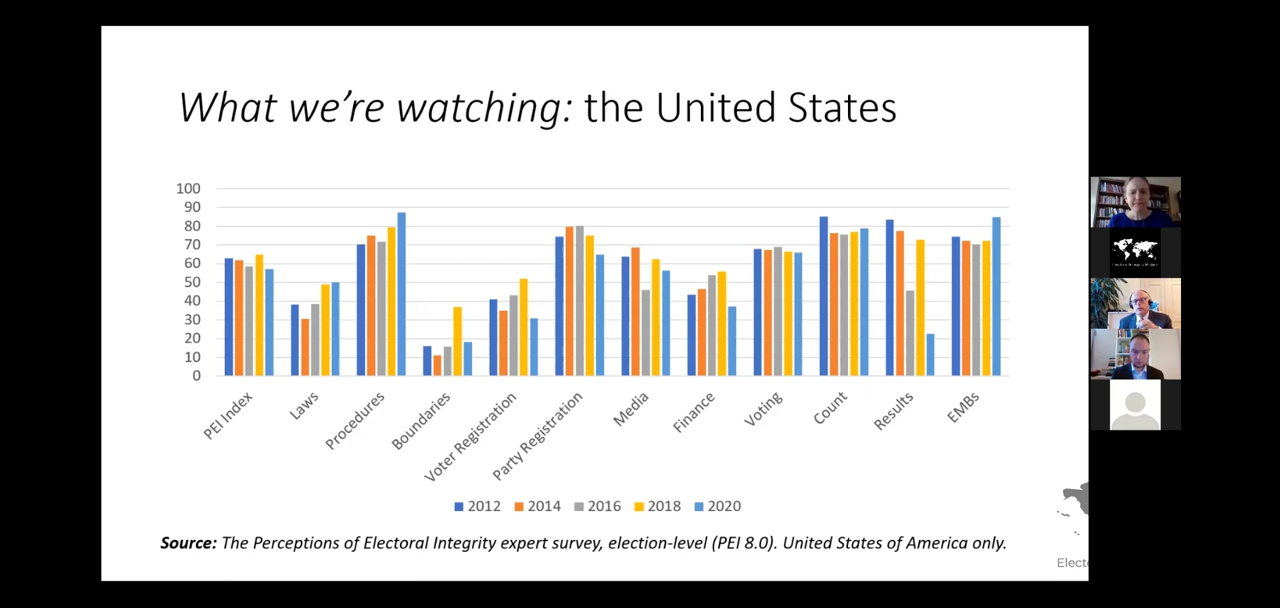 What we're watching: the United States
100
90
80
70
60
50
40
30
20
10
0
PEI Index
Laws
Procedures
Boundaries
Voter Registration
Party Registration
Media
Finance
Voting
Count
Results
EMBs
2012 2014 2016 2018 2020
Source: The Perceptions of Electoral Integrity expert survey, election-level (PEI 8.0). United States of America only.
Electo